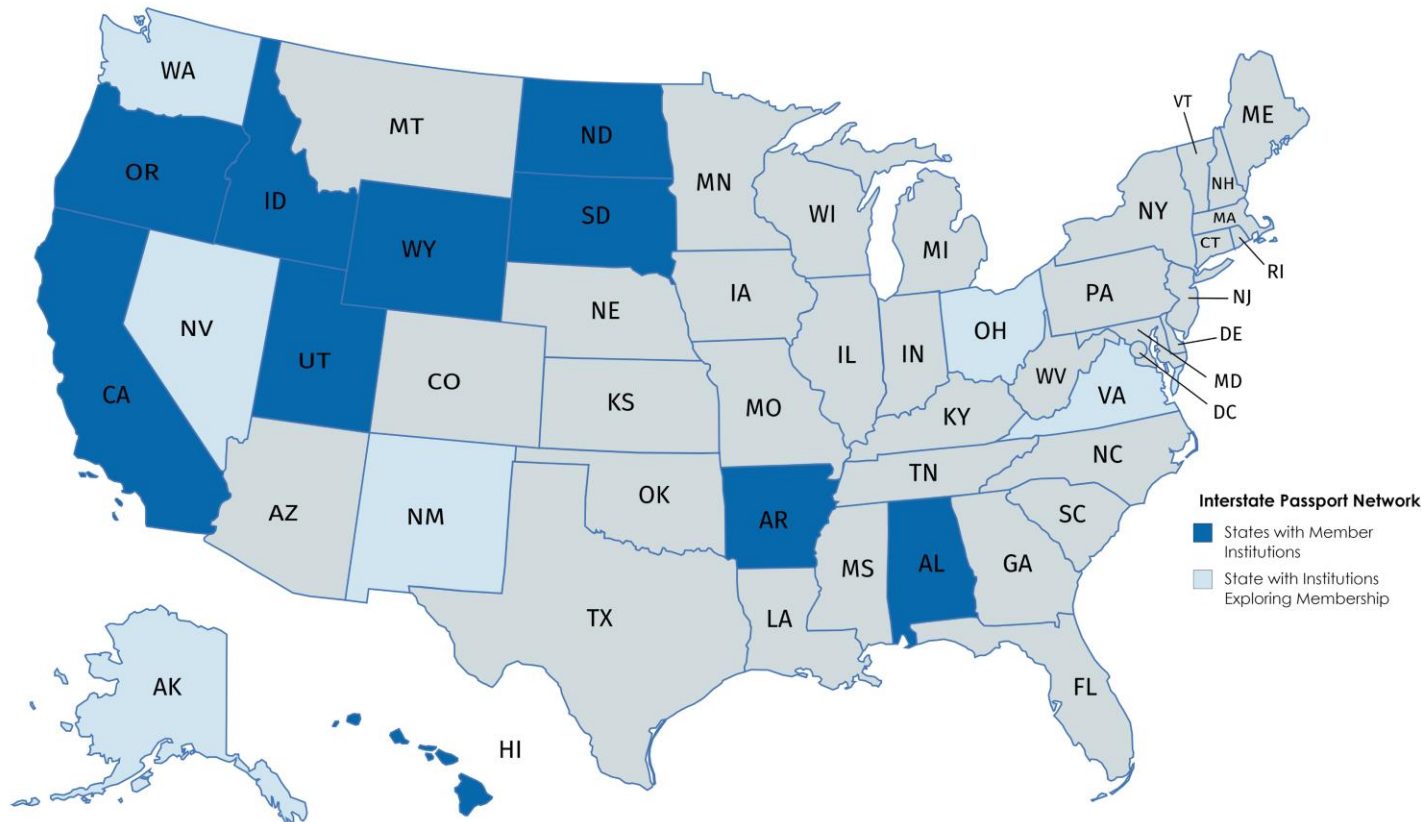 WA
MT
ND
MN
VT
ME
OR
ID
SD
WI
NH
NY
MA
WY
MI
CT
RI
IA
PA
NJ
NE
NV
OH
DE
UT
IL
IN
CO
WV
MD
CA
KS
MO
VA
DC
KY
NC
TN
OK
AZ
NM
AR
SC
Interstate Passport Network
States with Member
Institutions
MS
AL
GA
State with Institutions
Exploring Membership
TX
LA
AK
FL
HI